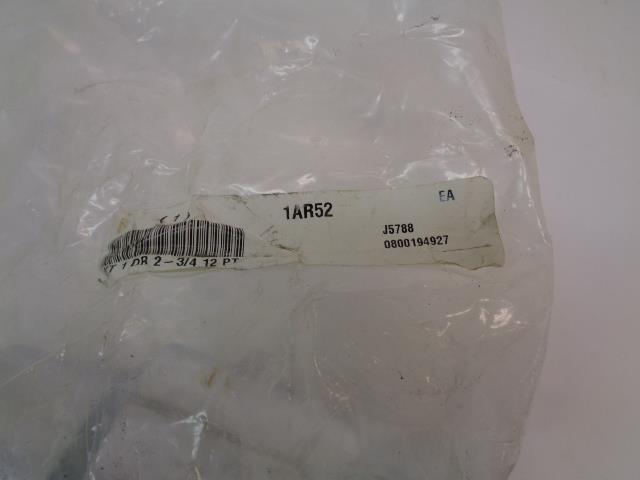 1AR52
EA
(1)
J5788
0800194927
T 1 DR 2-3/4 12 PT